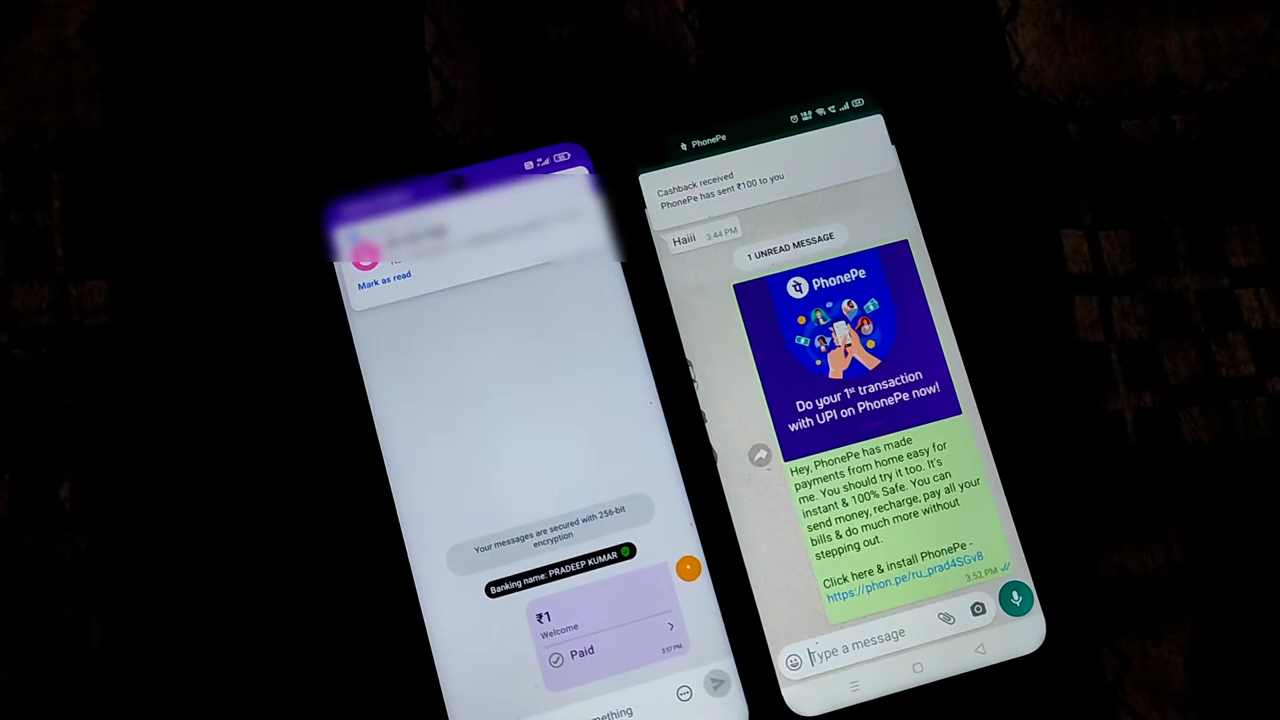 Mark as read
Your messages are secured with 256-bit
encryption
Banking name: PRADEEP KUMAR
₹1
Welcome
Paid
3:57 PM
mething
PhonePe
Cashback received
PhonePe has sent ₹100 to you
Haiii 3:44 PM
1 UNREAD MESSAGE
पे PhonePe
Do your 1st transaction
with UPI on PhonePe now!
Hey, PhonePe has made
payments from home easy for
me. You should try it too. It's
instant & 100% Safe. You can
send money, recharge, pay all your
bills & do much more without
stepping out.
Click here & install PhonePe -
https://phon.pe/ru_prad4SGv8
3:52 PM
Type a message